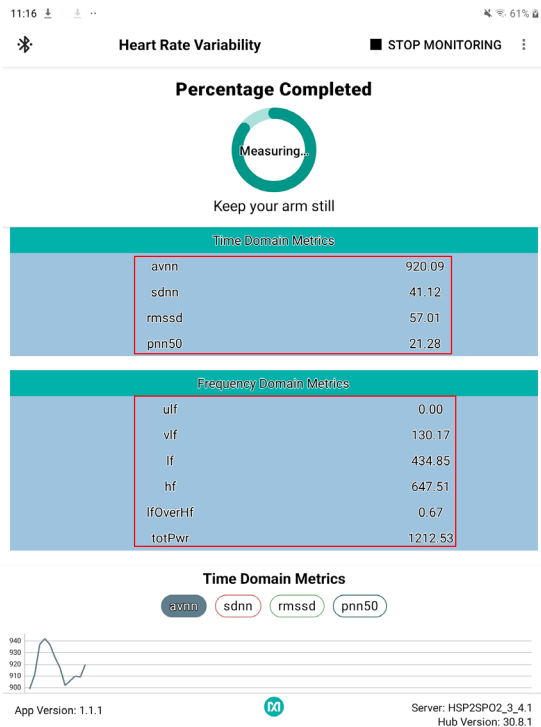 11:16 61%
Heart Rate Variability STOP MONITORING
Percentage Completed
Measuring...
Keep your arm still
Time Domain Metrics
avnn 920.09
sdnn 41.12
rmssd 57.01
pnn50 21.28
Frequency Domain Metrics
ulf 0.00
vlf 130.17
lf 434.85
hf 647.51
lfOverHf 0.67
totPwr 1212.53
Time Domain Metrics
avnn sdnn rmssd pnn50
940
930
920
910
900
App Version: 1.1.1 Server: HSP2SPO2_3_4.1
Hub Version: 30.8.1